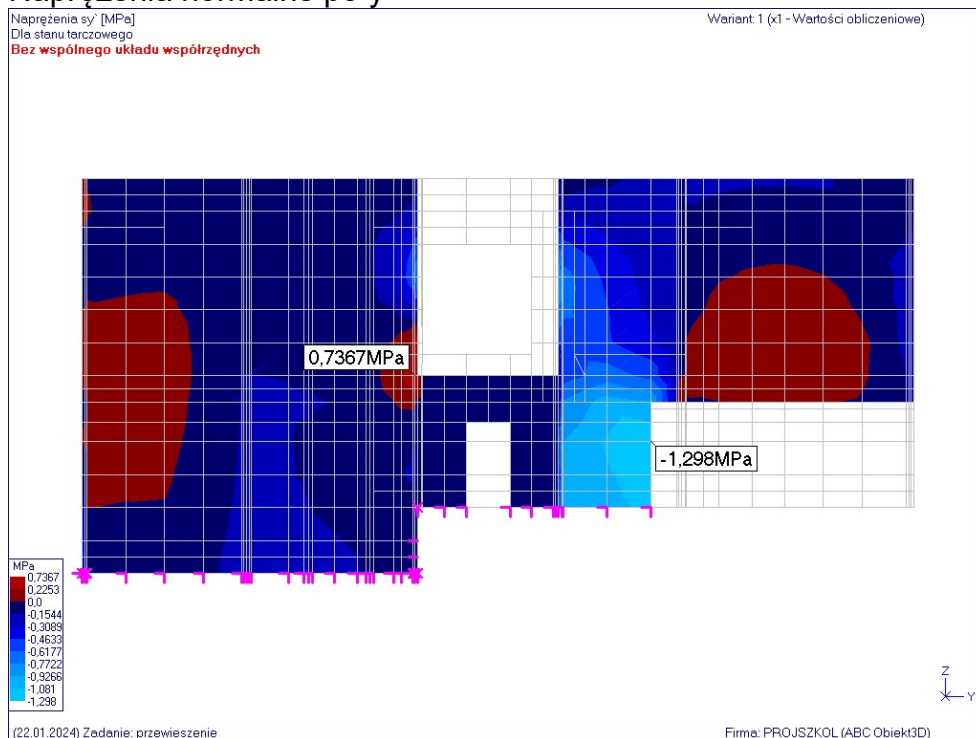 Naprężenia sy` [MPa]
Wariant: 1 (x1 - Wartości obliczeniowe)
Dla stanu tarczowego
Bez wspólnego układu współrzędnych
0,7367MPa
-1,298MPa
MPa
0,7367
0,2253
0,0
-0,1544
-0,3089
-0,4633
-0,6177
-0,7722
-0,9266
-1,081
-1,298
Z
Y
X
(22.01.2024) Zadanie: przewieszenie
Firma: PROJSZKOL (ABC Obiekt3D)